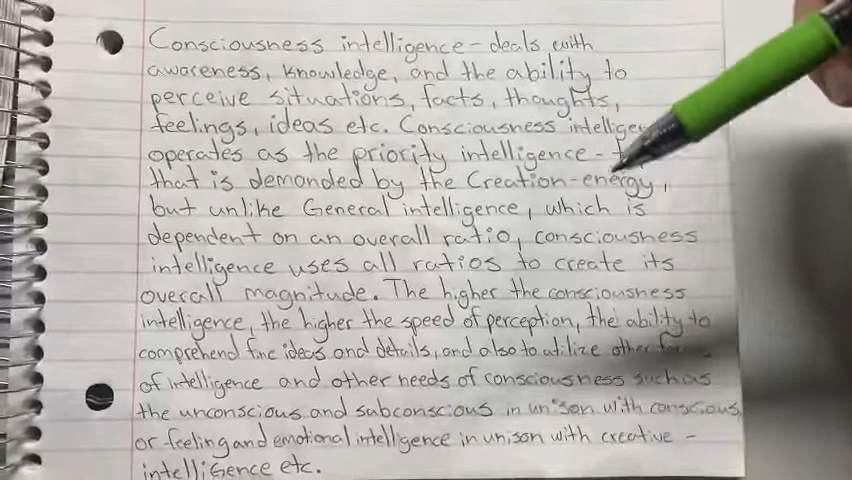 Consciousness intelligence - deals with
awareness, knowledge, and the ability to
perceive situations, facts, thoughts,
feelings, ideas etc. Consciousness
operates as the priority intelligence -
that is demanded by the Creation-energy,
but unlike General intelligence, which is
dependent on an overall ratio, consciousness
intelligence uses all ratios to create its
overall magnitude. The higher the consciousness
intelligence, the higher the speed of perception, the ability to
comprehend fine ideas and details, and also to utilize other
of intelligence and other needs of consciousness such as
the unconscious and subconscious in unison with conscious,
or feeling and emotional intelligence in unison with creative -
intelligence etc.